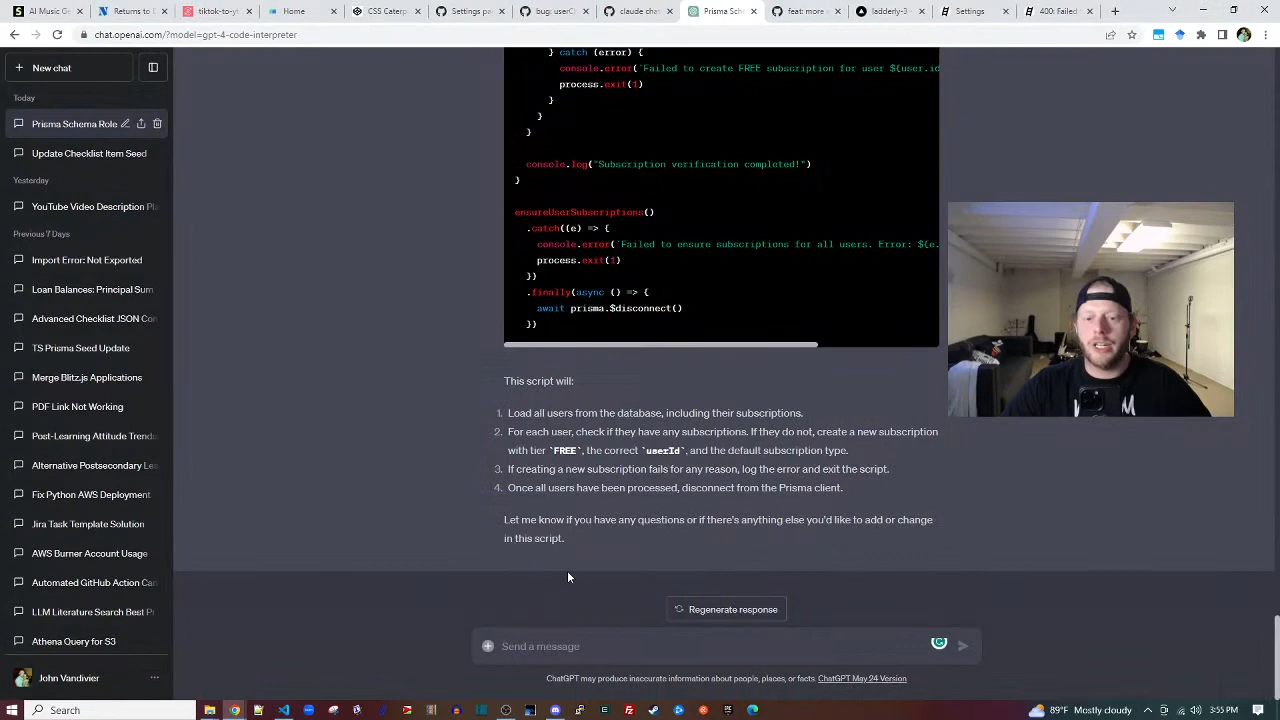 AI Music Ge
Returns to
tiktok-to-y
Home
CSS Caterp
Settings pa
bug: userCh
Full databas
Prisma
feat: memo
ladderly-3
Settings
400: Failed
chat.openai.com/?model=gpt-4-code-interpreter
New chat
Today
Prisma Schema Role
Update Checklist Item Seed
Yesterday
YouTube Video Description Pla
Previous 7 Days
Import Error: Not Exported
Loan Balances: Principal Sum
Advanced Checklist JSON Con
TS Prisma Seed Update
Merge Blitz.js Applications
PDF Link Not Working
Post-Learning Attitude Trends
Fix Python AWS Deployment
Jira Task Template Solution
AWS Burner Account Usage
Automated GitHub Action Can
LLM Literature Search Best Pr
Athena Query for S3
John Vandivier
} catch (error) {
console.error(`Failed to create FREE subscription for user ${user.id
process.exit(1)
}
}
}
console.log("Subscription verification completed!")
}
ensureUserSubscriptions()
.catch((e) => {
console.error(`Failed to ensure subscriptions for all users. Error: ${e.
process.exit(1)
})
.finally(async () => {
await prisma.$disconnect()
})
This script will:
1. Load all users from the database, including their subscriptions.
2. For each user, check if they have any subscriptions. If they do not, create a new subscription
with tier `FREE`, the correct `userId`, and the default subscription type.
3. If creating a new subscription fails for any reason, log the error and exit the script.
4. Once all users have been processed, disconnect from the Prisma client.
Let me know if you have any questions or if there's anything else you'd like to add or change
in this script.
Regenerate response
Send a message
ChatGPT may produce inaccurate information about people, places, or facts. ChatGPT May 24 Version
Search
89°F Mostly cloudy
3:55 PM